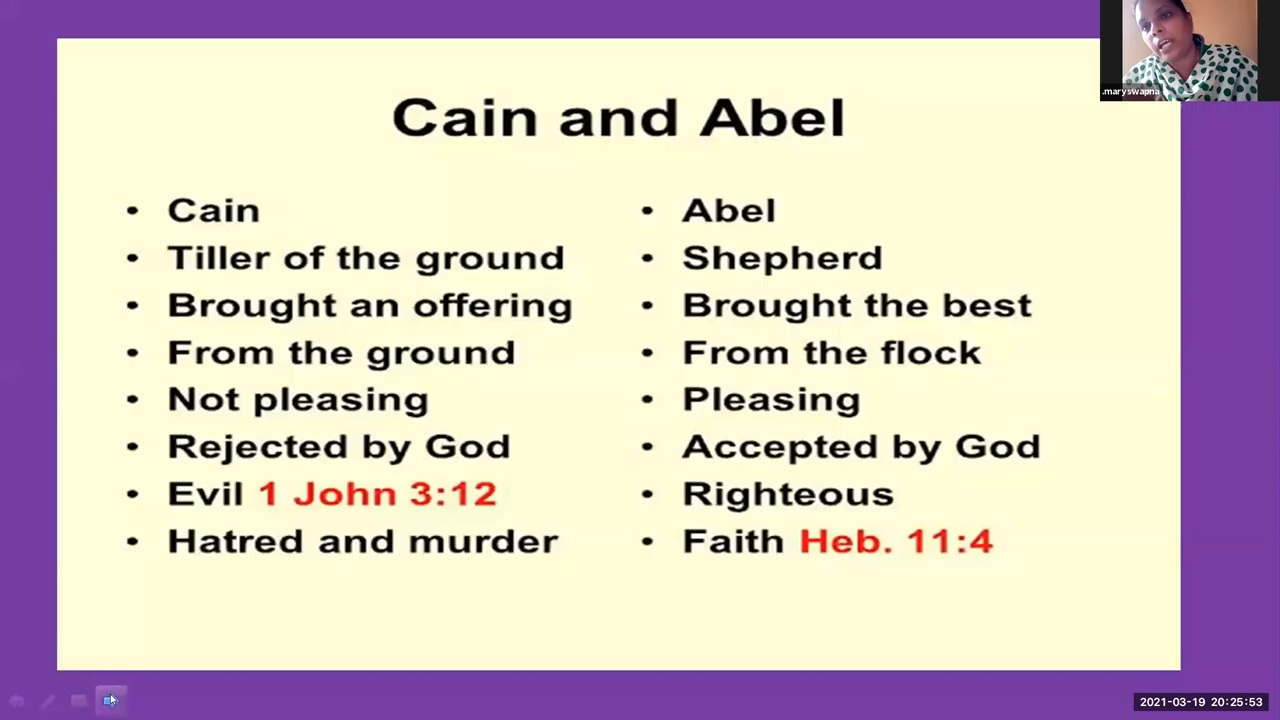 Cain and Abel
• Cain
• Tiller of the ground
• Brought an offering
• From the ground
• Not pleasing
• Rejected by God
• Evil 1 John 3:12
• Hatred and murder
• Abel
• Shepherd
• Brought the best
• From the flock
• Pleasing
• Accepted by God
• Righteous
• Faith Heb. 11:4
.maryswapna
2021-03-19 20:25:53